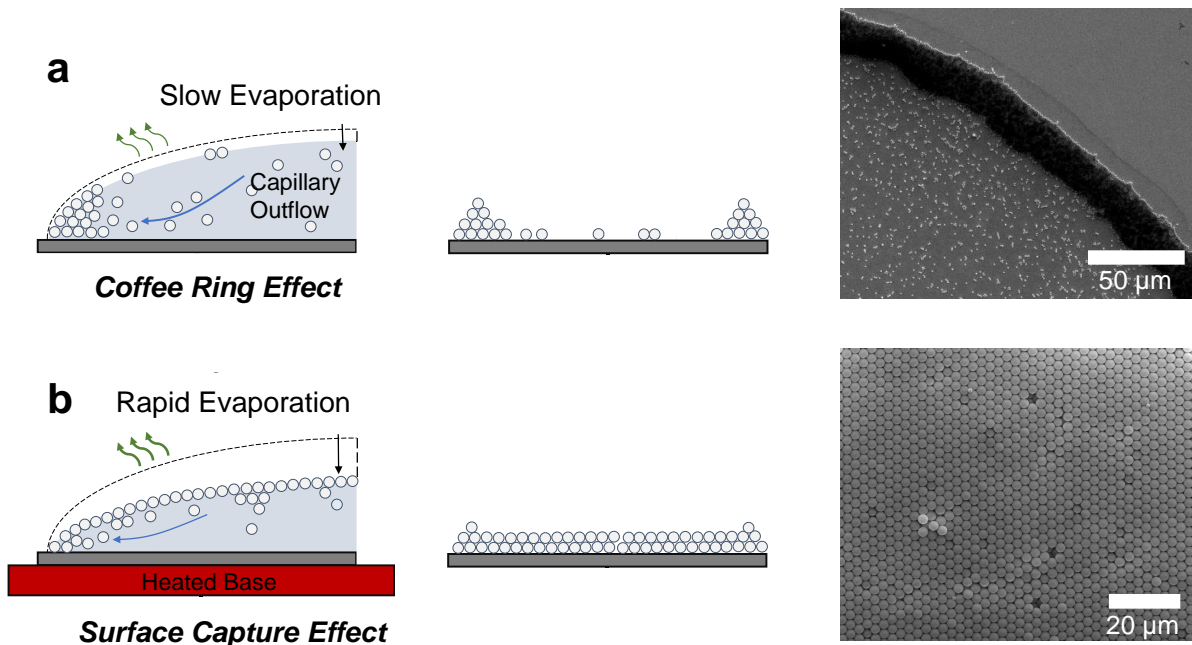 a
Slow Evaporation
Capillary
Outflow
Coffee Ring Effect
50 µm
b
Rapid Evaporation
Heated Base
Surface Capture Effect
20 µm